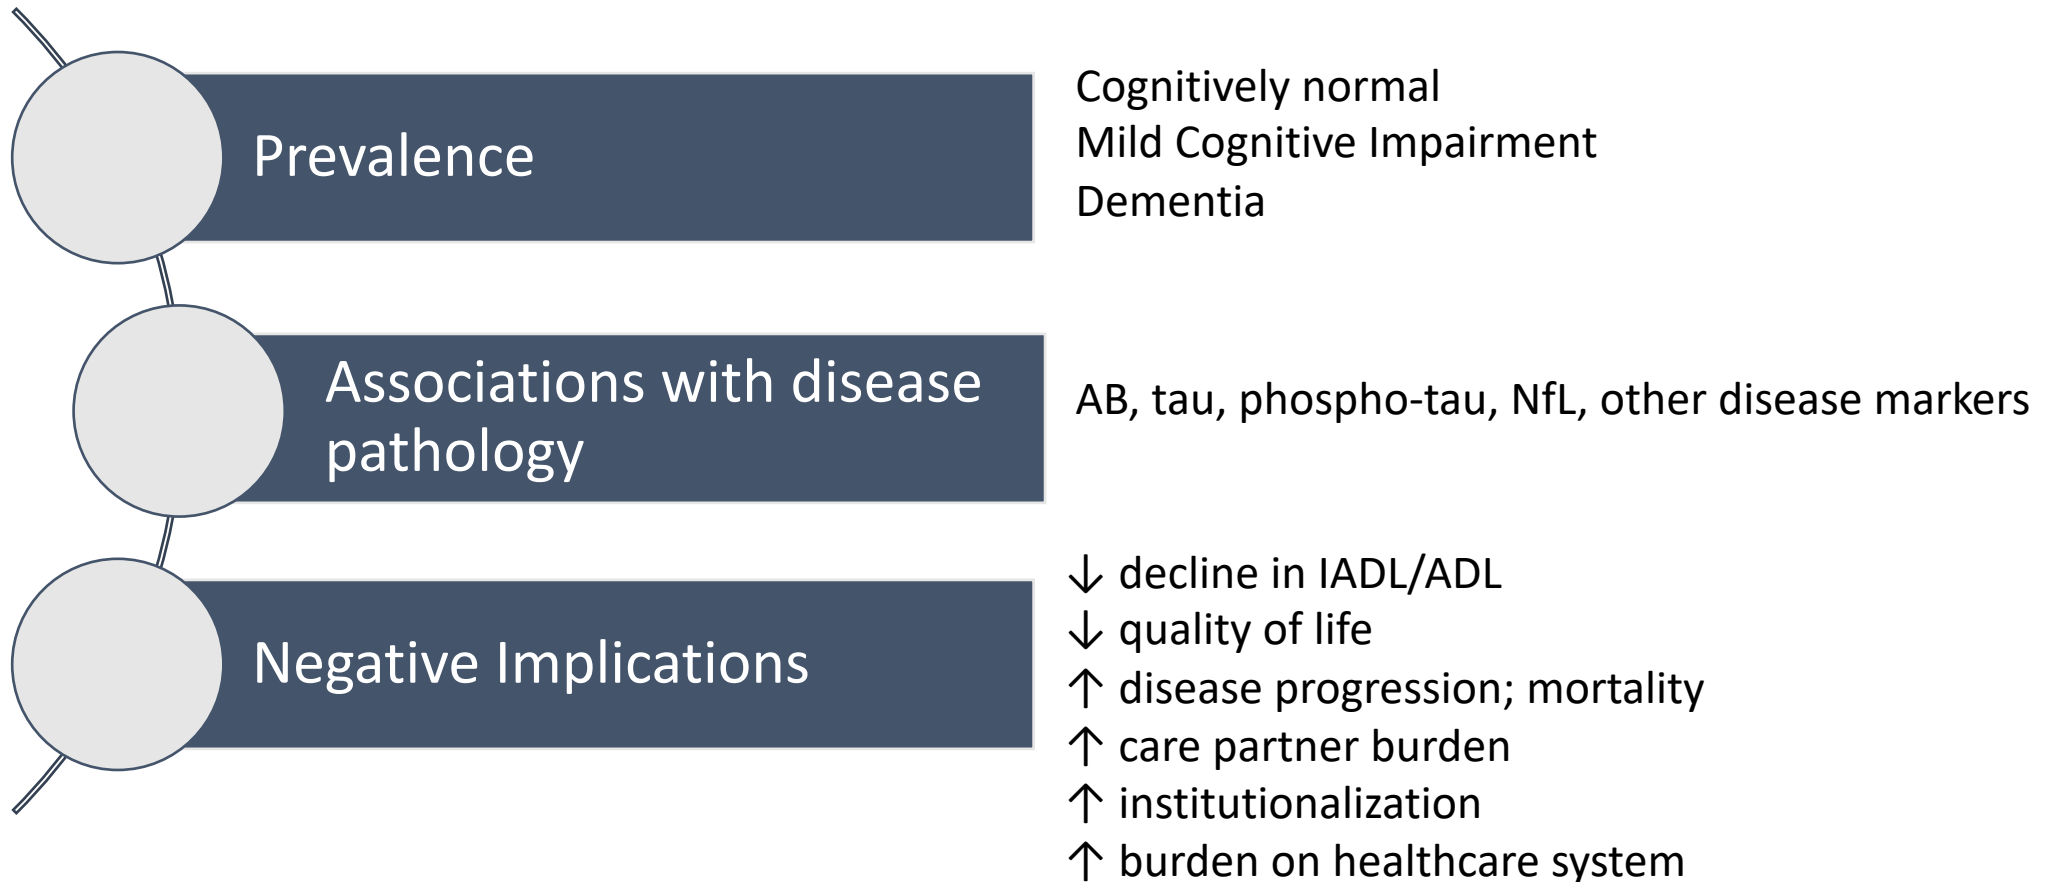 Prevalence
Cognitively normal
Mild Cognitive Impairment
Dementia
Associations with disease
pathology
AB, tau, phospho-tau, NfL, other disease markers
Negative Implications
↓ decline in IADL/ADL
↓ quality of life
↑ disease progression; mortality
↑ care partner burden
↑ institutionalization
↑ burden on healthcare system